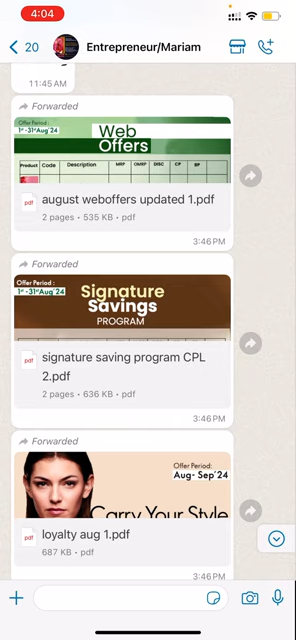 4:04
20
Entrepreneur/Mariam
11:45 AM
Forwarded
Offer Period:
1st -31st Aug'24
Web
Offers
Product Code Description MRP OMRP DISC CP BP
pdf
august weboffers updated 1.pdf
2 pages • 535 KB • pdf
3:46 PM
Forwarded
Offer Period:
1st -31st Aug'24
Signature
Savings
PROGRAM
pdf
signature saving program CPL
2.pdf
2 pages • 636 KB • pdf
3:46 PM
Forwarded
Offer Period:
Aug- Sep'24
Carry Your Style
pdf
loyalty aug 1.pdf
687 KB • pdf
3:46 PM